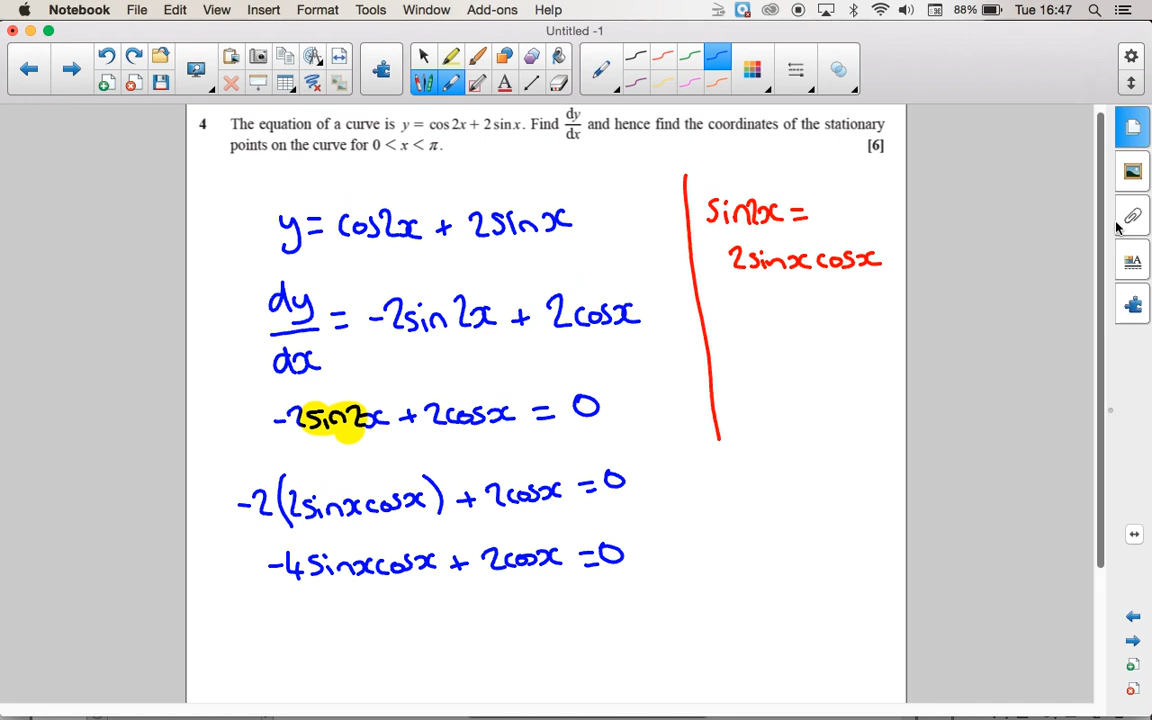 Notebook File Edit View Insert Format Tools Window Add-ons Help 88% Tue 16:47
Untitled -1
4 The equation of a curve is y = cos 2x + 2 sin x. Find dy/dx and hence find the coordinates of the stationary
points on the curve for 0 < x < π. [6]
y = cos2x + 2sinx
dy/dx = -2sin2x + 2cosx
-2sin2x + 2cosx = 0
-2(2sinxcosx) + 2cosx = 0
-4sinxcosx + 2cosx = 0
sin2x =
2sinxcosx